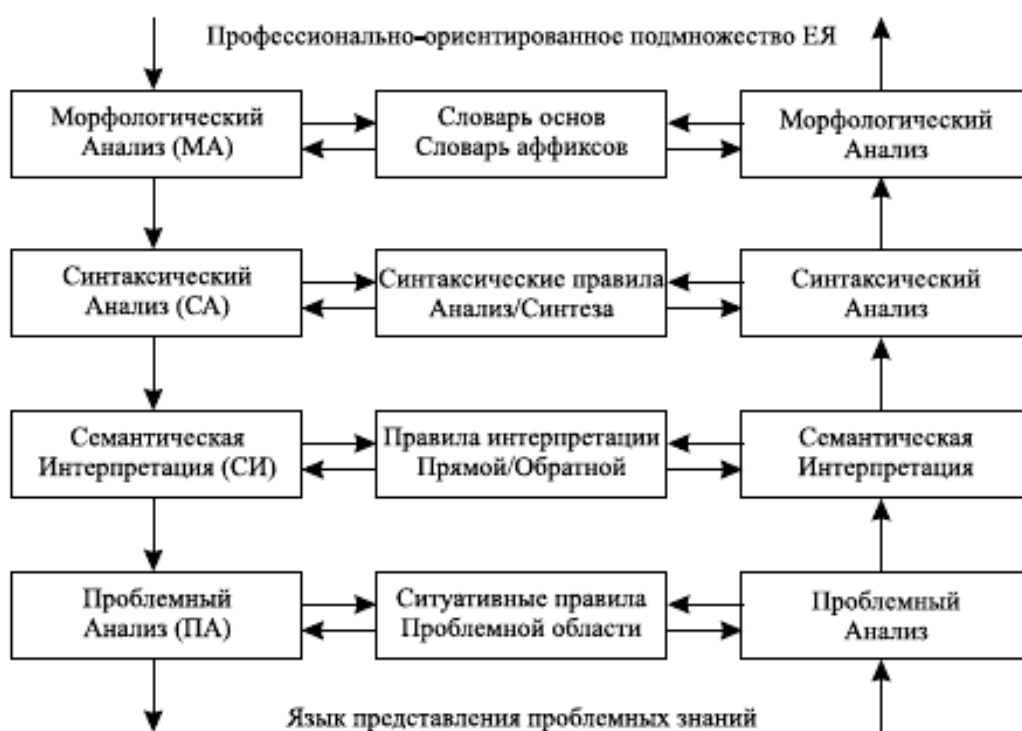 Профессионально-ориентированное подмножество ЕЯ
Морфологический
Анализ (МА)
Словарь основ
Словарь аффиксов
Морфологический
Анализ
Синтаксический
Анализ (СА)
Синтаксические правила
Анализ/Синтеза
Синтаксический
Анализ
Семантическая
Интерпретация (СИ)
Правила интерпретации
Прямой/Обратной
Семантическая
Интерпретация
Проблемный
Анализ (ПА)
Ситуативные правила
Проблемной области
Проблемный
Анализ
Язык представления проблемных знаний